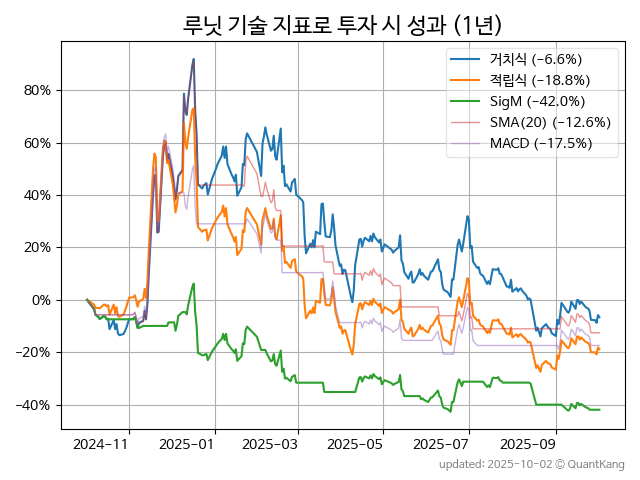 루닛 기술 지표로 투자 시 성과 (1년)
거치식 (−6.6%)
적립식 (−18.8%)
SigM (−42.0%)
SMA(20) (−12.6%)
MACD (−17.5%)
80%
60%
40%
20%
0%
−20%
−40%
2024-11
2025-01
2025-03
2025-05
2025-07
2025-09
updated: 2025-10-02 © QuantKang